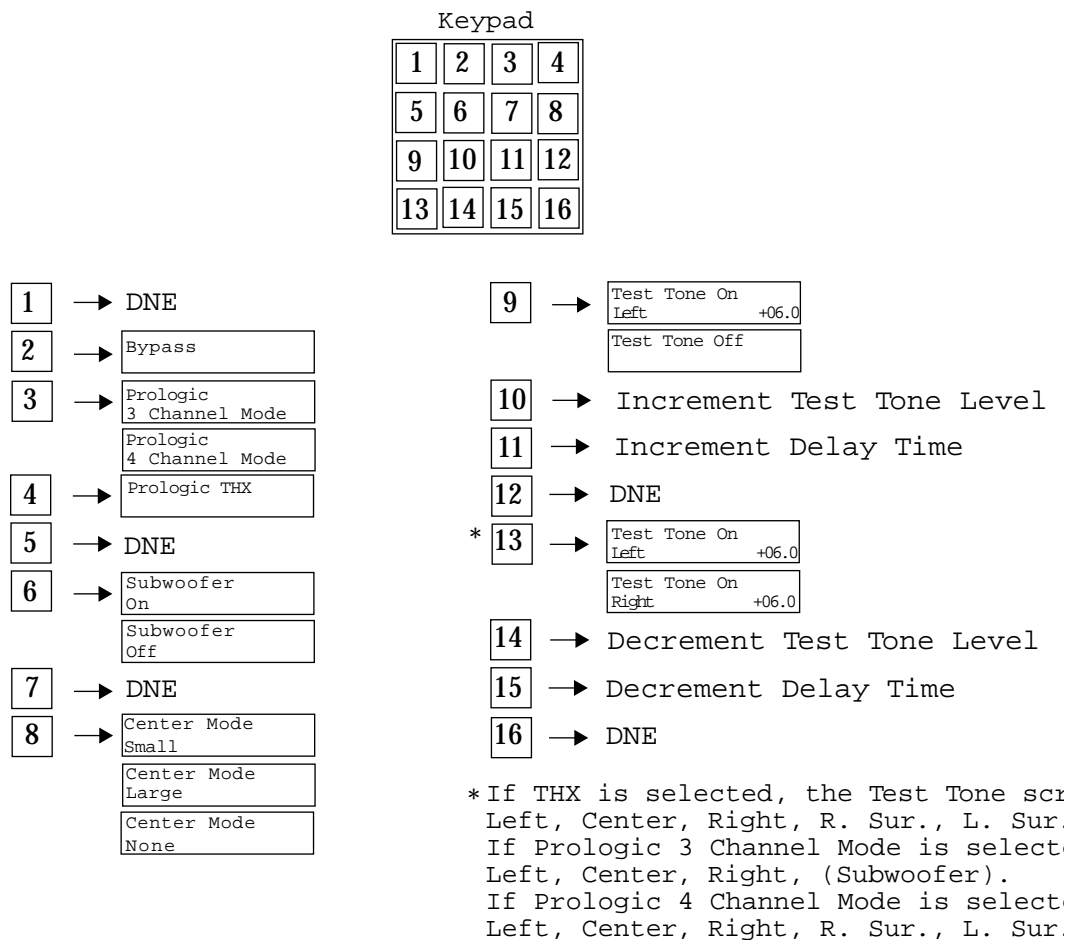 Keypad
1 2 3 4
5 6 7 8
9 10 11 12
13 14 15 16
1 DNE
2 Bypass
3 Prologic
3 Channel Mode
Prologic
4 Channel Mode
4 Prologic THX
5 DNE
6 Subwoofer
On
Subwoofer
Off
7 DNE
8 Center Mode
Small
Center Mode
Large
Center Mode
None
9 Test Tone On
Left +06.0
Test Tone Off
10 Increment Test Tone Level
11 Increment Delay Time
12 DNE
* 13 Test Tone On
Left +06.0
Test Tone On
Right +06.0
14 Decrement Test Tone Level
15 Decrement Delay Time
16 DNE
* If THX is selected, the Test Tone
Left, Center, Right, R. Sur., L. Sur.
If Prologic 3 Channel Mode is
Left, Center, Right, (Subwoofer).
If Prologic 4 Channel Mode is
Left, Center, Right, R. Sur., L. Sur.